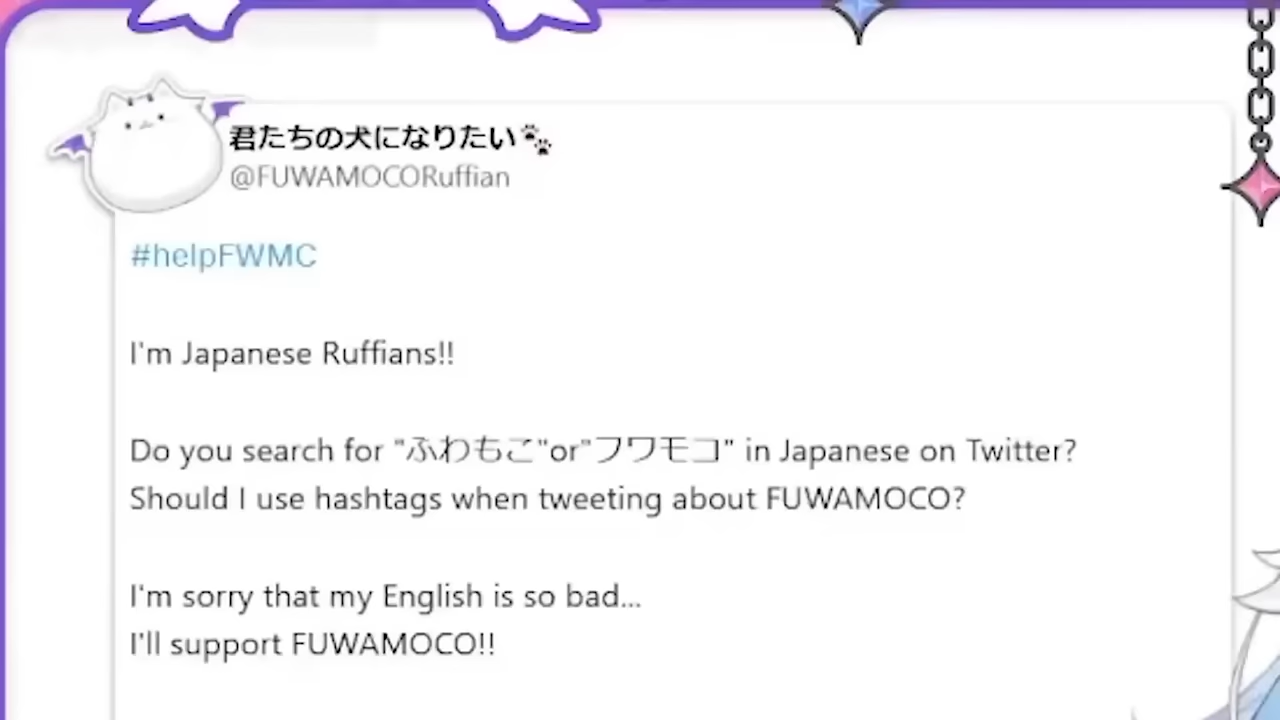 君たちの犬になりたい🐾
@FUWAMOCORuffian
#helpFWMC
I'm Japanese Ruffians!!
Do you search for "ふわもこ"or"フワモコ" in Japanese on Twitter?
Should I use hashtags when tweeting about FUWAMOCO?
I'm sorry that my English is so bad...
I'll support FUWAMOCO!!